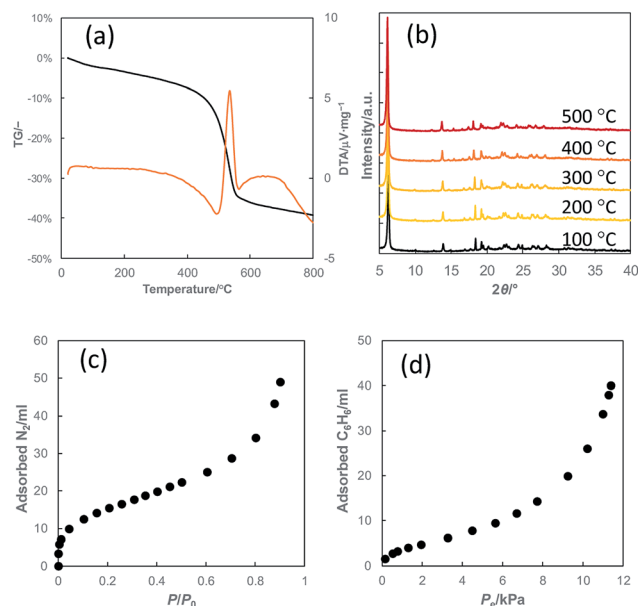 (a)
10%
0%
-10%
-20%
-30%
-40%
-50%
TG/–
10
5
0
-5
DTA/μV·mg⁻¹
0 200 400 600 800
Temperature/°C
(b)
Intensity/a.u.
500 °C
400 °C
300 °C
200 °C
100 °C
5 10 15 20 25 30 35 40
2θ/°
(c)
60
50
40
30
20
10
0
Adsorbed N₂/ml
0 0.2 0.4 0.6 0.8 1
P/P₀
(d)
50
40
30
20
10
0
Adsorbed C₆H₆/ml
0 2 4 6 8 10 12
Pₑ/kPa